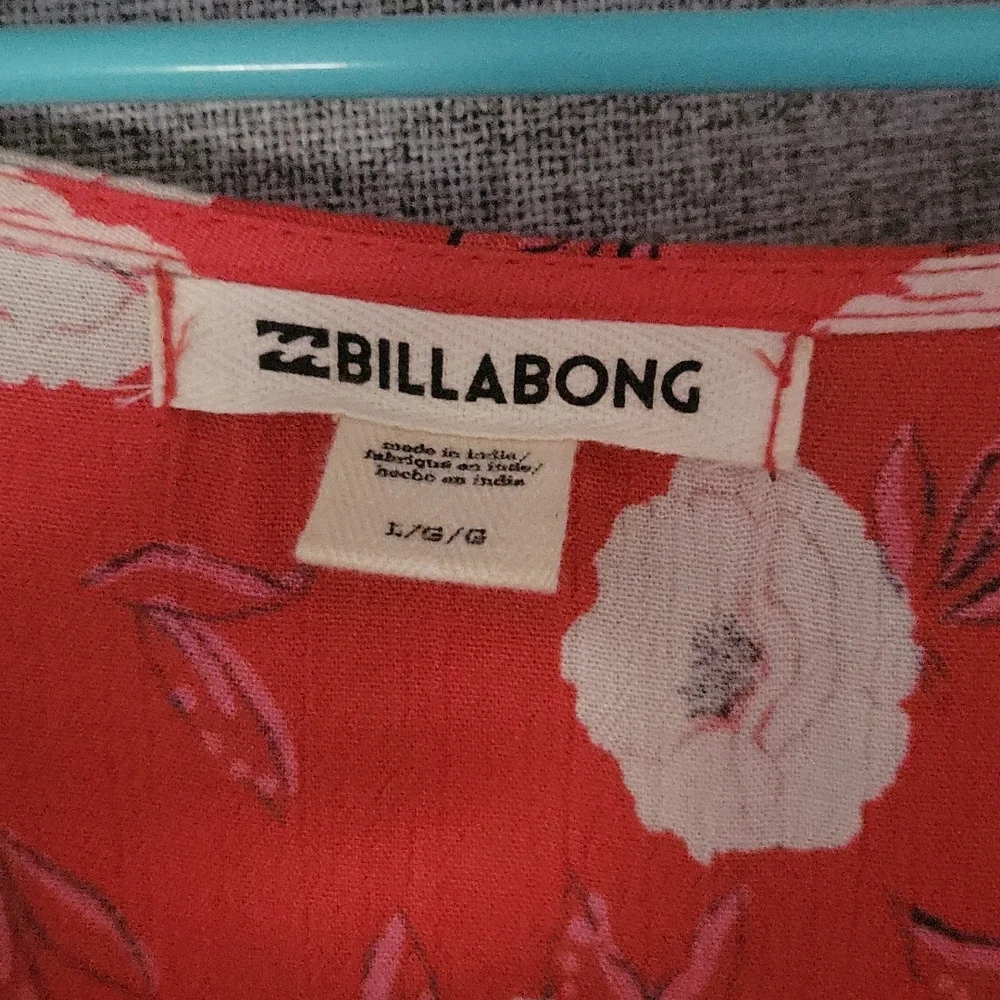 BILLABONG
made in india/
fabriqué en inde/
hecho en india
L/G/G